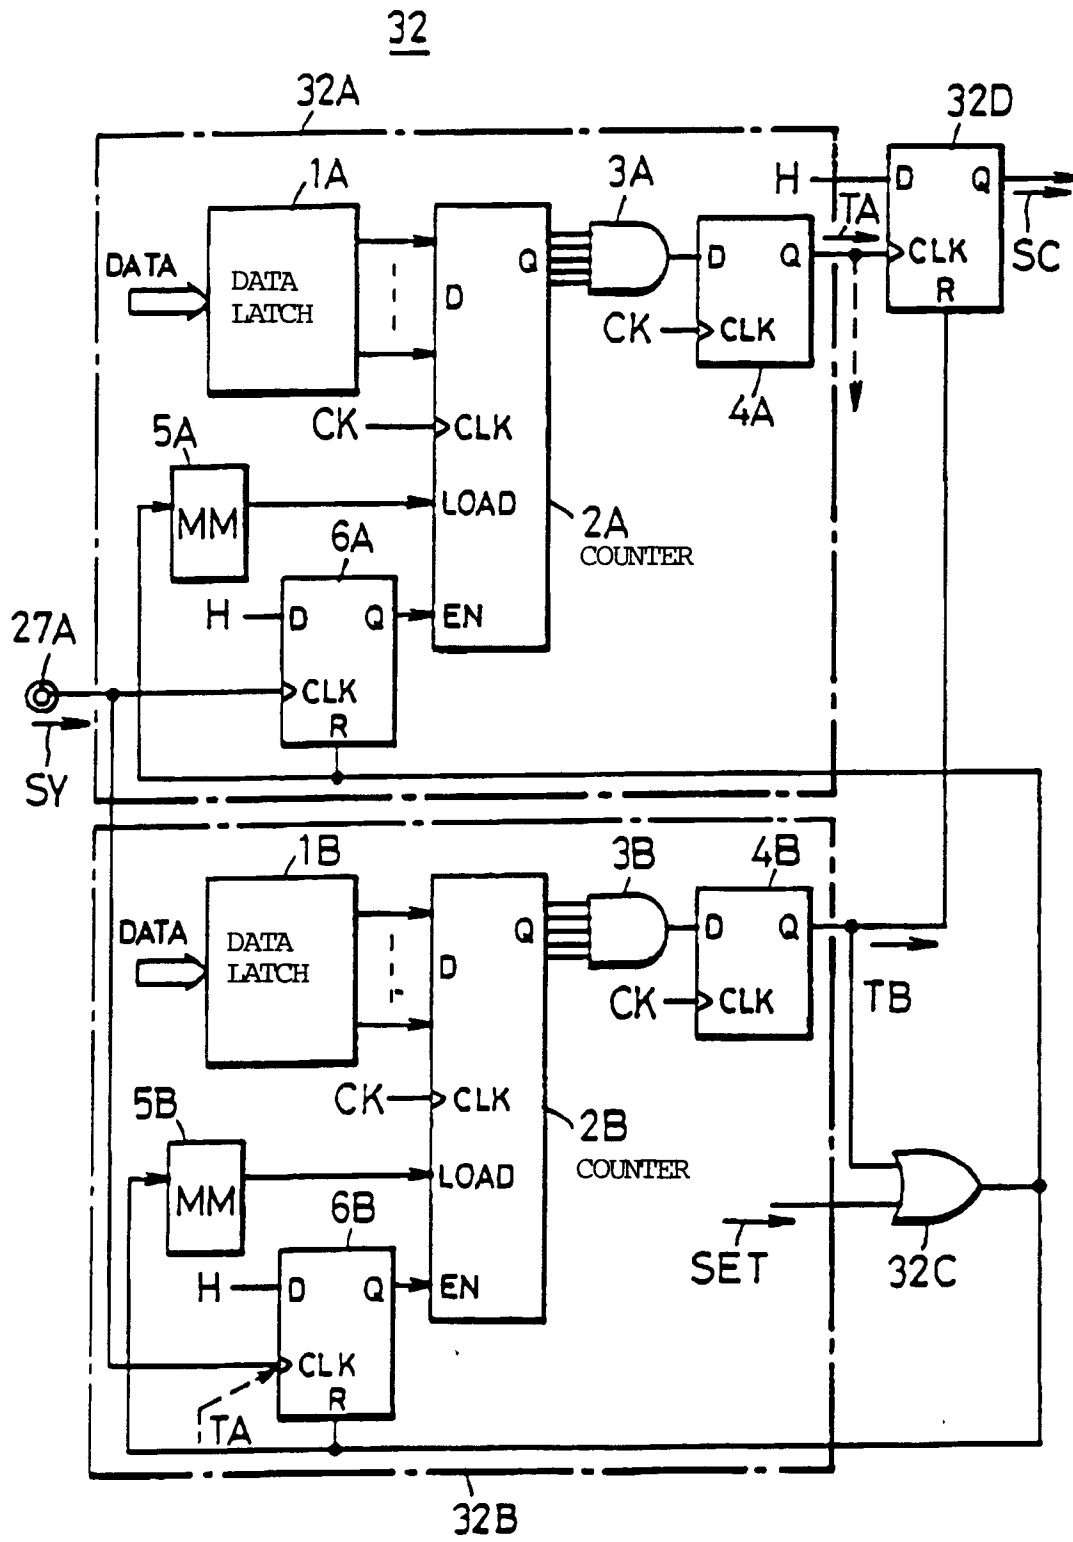 32
32A
32D
1A
3A
H
D
Q
TA
SC
DATA
DATA
LATCH
Q
D
D
Q
CLK
R
CK
CLK
4A
CK
CLK
5A
MM
LOAD
2A
COUNTER
6A
H
D
Q
EN
27A
CLK
R
SY
1B
3B
4B
DATA
DATA
LATCH
Q
D
D
Q
CK
CLK
TB
CK
CLK
5B
MM
LOAD
2B
COUNTER
6B
SET
32C
H
D
Q
EN
CLK
R
TA
32B